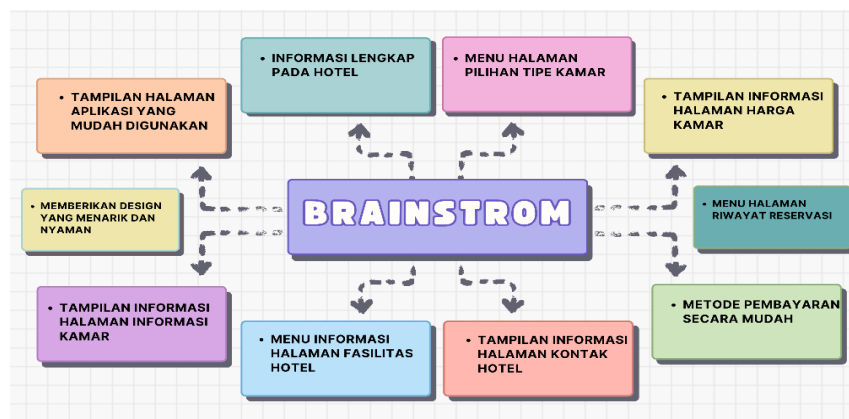 • INFORMASI LENGKAP
PADA HOTEL
• MENU HALAMAN
PILIHAN TIPE KAMAR
• TAMPILAN HALAMAN
APLIKASI YANG
MUDAH DIGUNAKAN
• TAMPILAN INFORMASI
HALAMAN HARGA
KAMAR
• MEMBERIKAN DESIGN
YANG MENARIK DAN
NYAMAN
BRAINSTROM
• MENU HALAMAN
RIWAYAT RESERVASI
• TAMPILAN INFORMASI
HALAMAN INFORMASI
KAMAR
• MENU INFORMASI
HALAMAN FASILITAS
HOTEL
• TAMPILAN INFORMASI
HALAMAN KONTAK
HOTEL
• METODE PEMBAYARAN
SECARA MUDAH